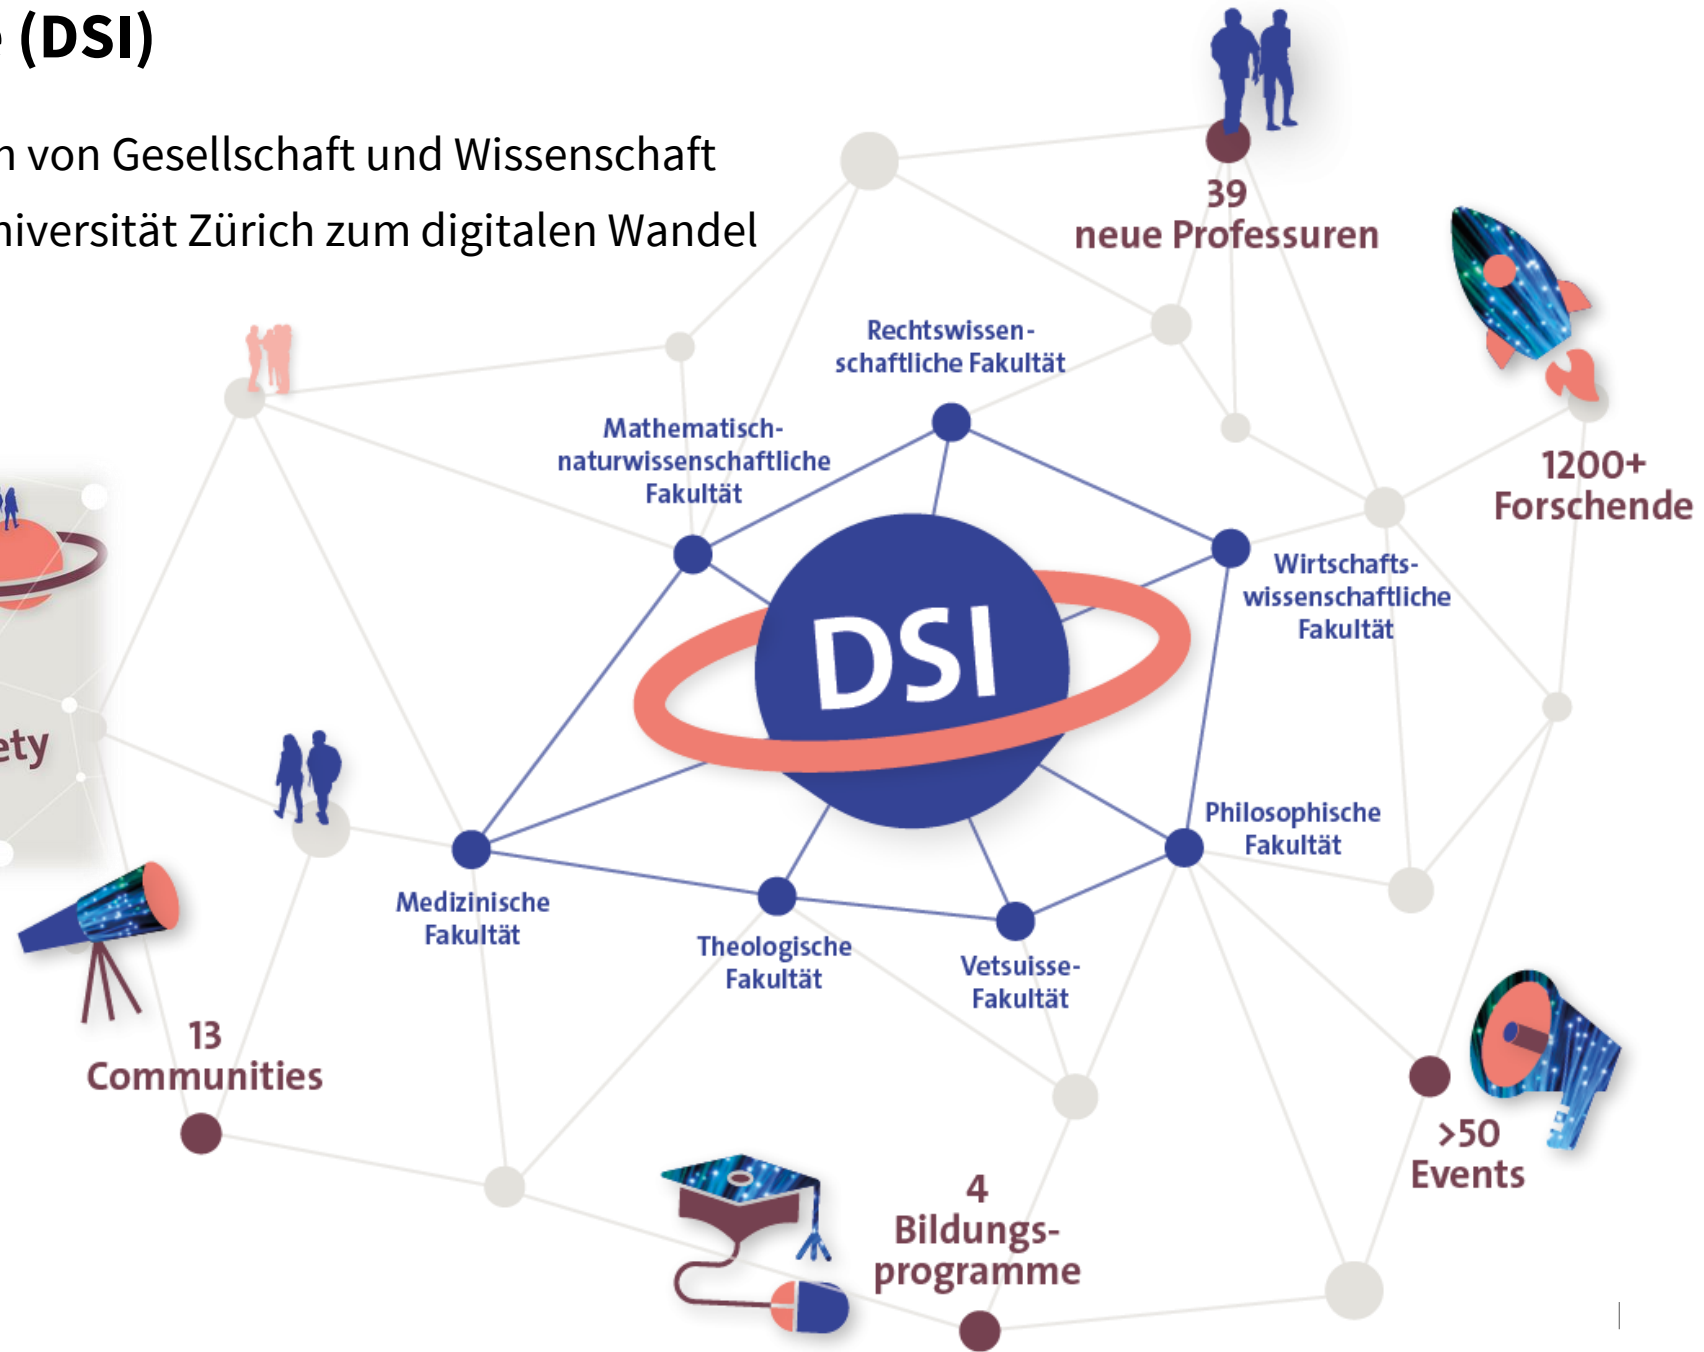 (DSI)
von Gesellschaft und Wissenschaft
Zürich zum digitalen Wandel
39
neue Professuren
Rechtswissen-
schaftliche Fakultät
Mathematisch-
naturwissenschaftliche
Fakultät
1200+
Forschende
DSI
Wirtschafts-
wissenschaftliche
Fakultät
Philosophische
Fakultät
Medizinische
Fakultät
Theologische
Fakultät
Vetsuisse-
Fakultät
13
Communities
4
Bildungs-
programme
>50
Events